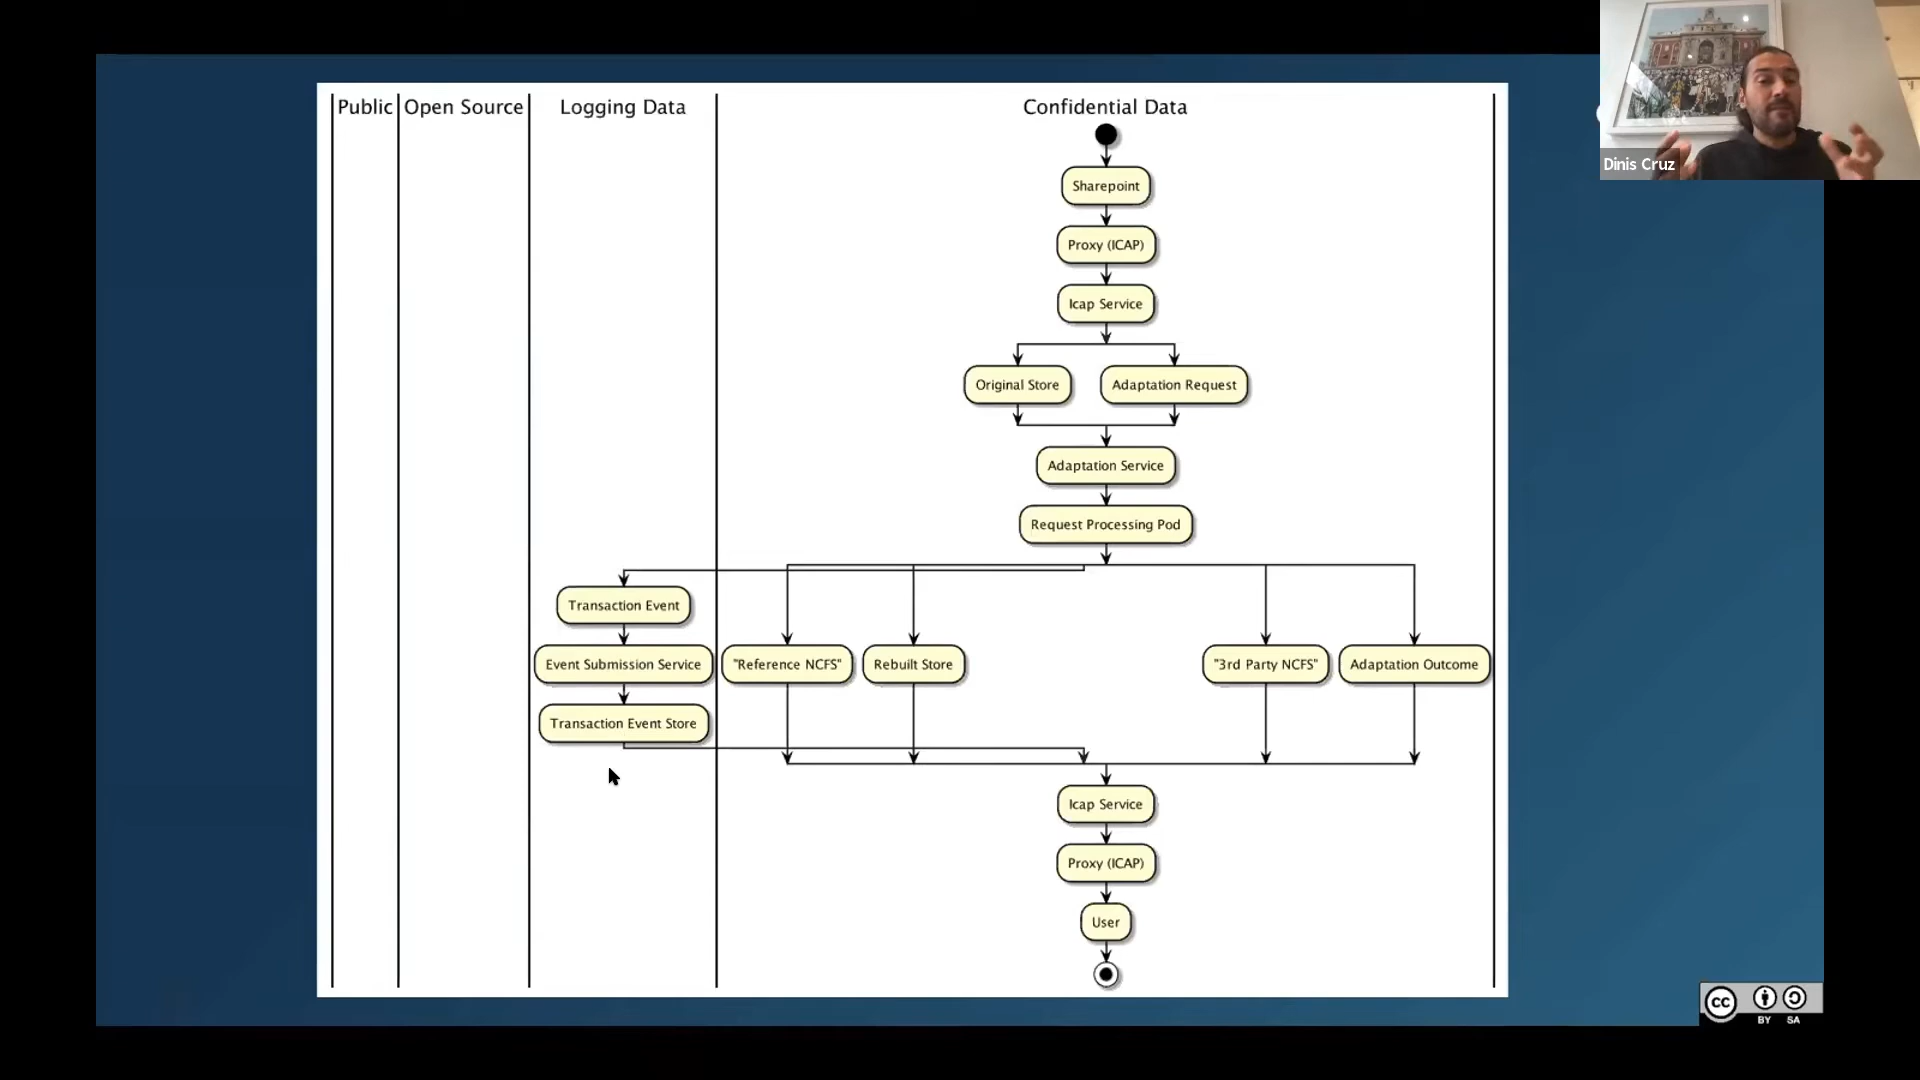 Public
Open Source
Logging Data
Confidential Data
Dinis Cruz
Sharepoint
Proxy (ICAP)
Icap Service
Original Store
Adaptation Request
Adaptation Service
Request Processing Pod
Transaction Event
Event Submission Service
"Reference NCFS"
Rebuilt Store
"3rd Party NCFS"
Adaptation Outcome
Transaction Event Store
Icap Service
Proxy (ICAP)
User
cc
BY SA